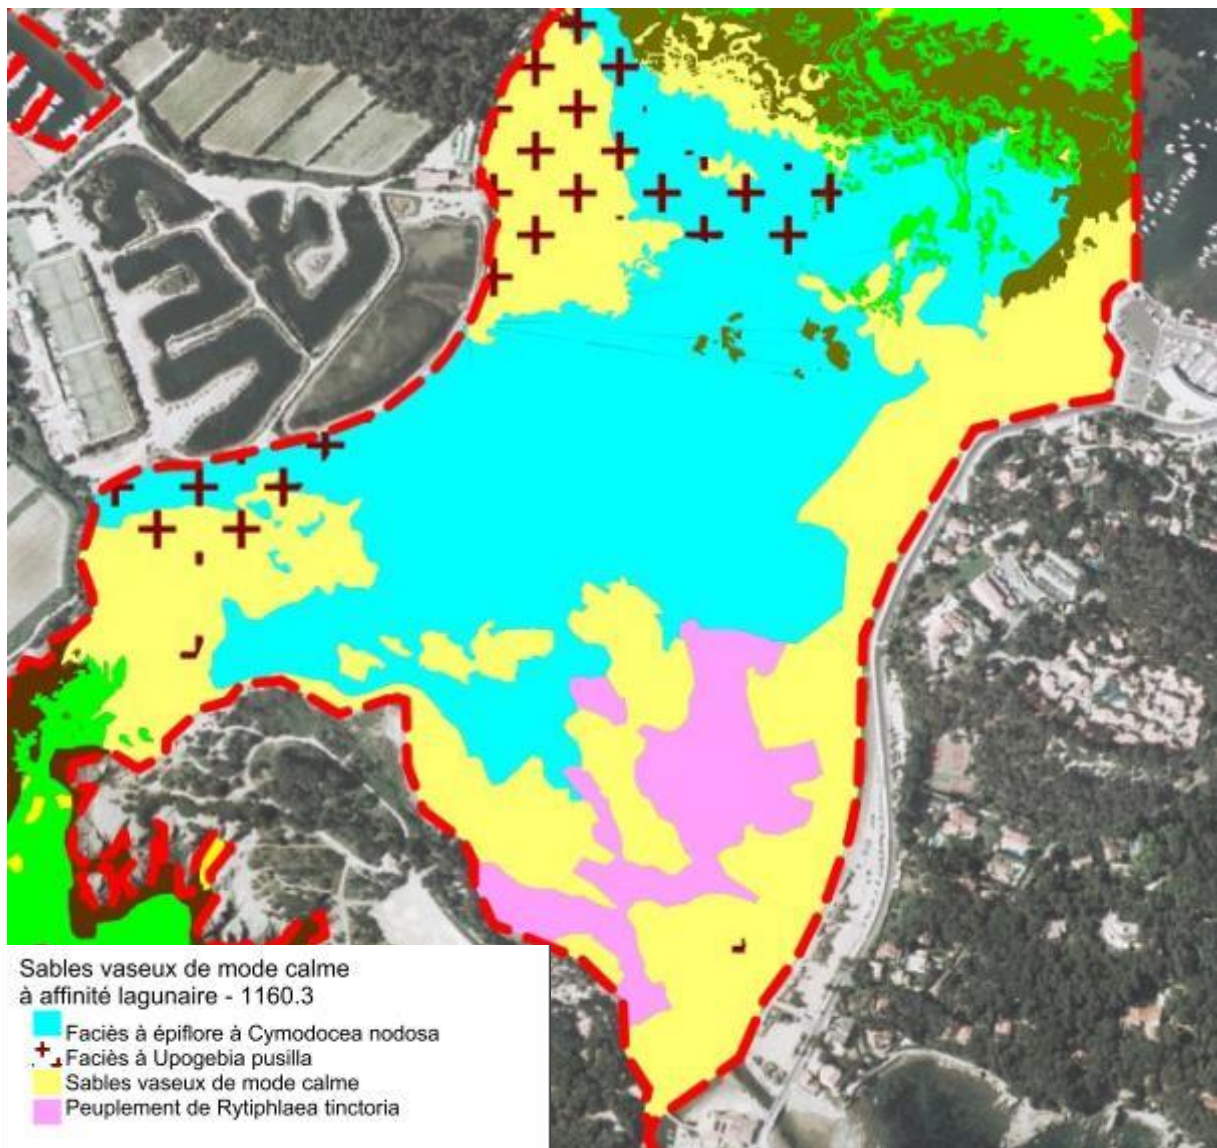 Sables vaseux de mode calme
à affinité lagunaire - 1160.3
Faciès à épiflore à Cymodocea nodosa
Faciès à Upogebia pusilla
Sables vaseux de mode calme
Peuplement de Rytiphlaea tinctoria